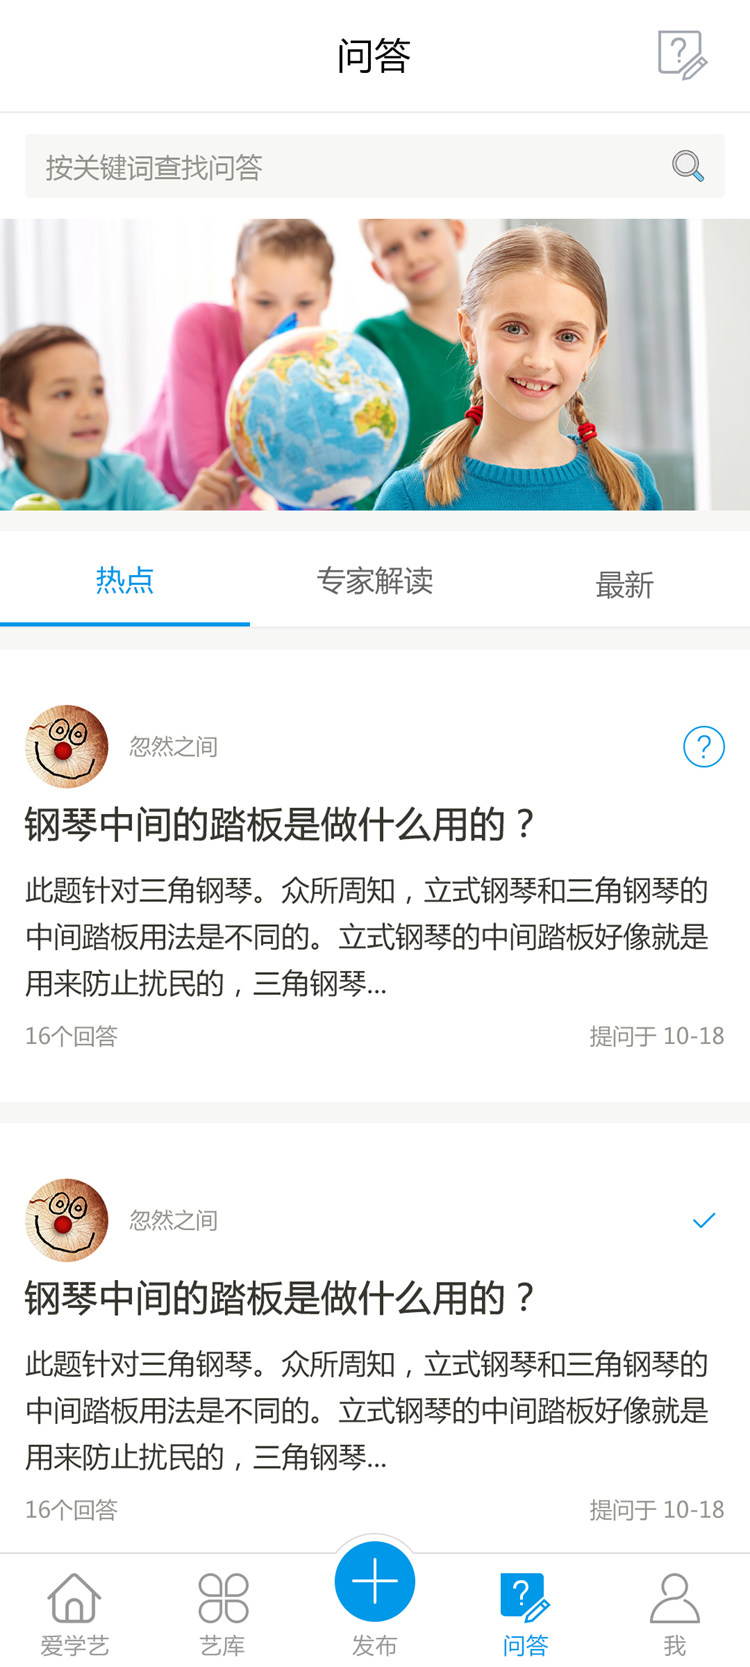 问答
按关键词查找问答
热点 专家解读 最新
忽然之间
钢琴中间的踏板是做什么用的？
此题针对三角钢琴。众所周知，立式钢琴和三角钢琴的
中间踏板用法是不同的。立式钢琴的中间踏板好像就是
用来防止扰民的，三角钢琴...
16个回答 提问于 10-18
忽然之间
钢琴中间的踏板是做什么用的？
此题针对三角钢琴。众所周知，立式钢琴和三角钢琴的
中间踏板用法是不同的。立式钢琴的中间踏板好像就是
用来防止扰民的，三角钢琴...
16个回答 提问于 10-18
爱学艺 艺库 发布 问答 我